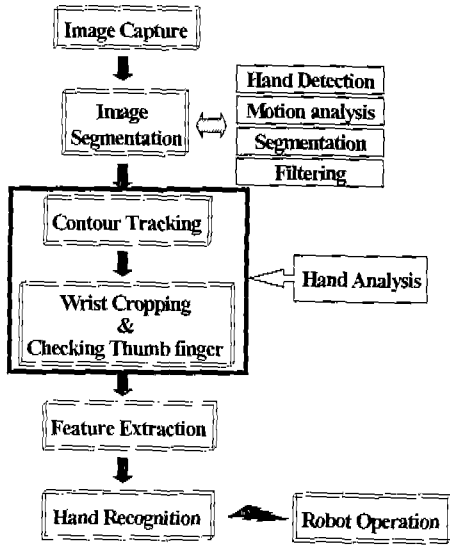 Image Capture
Image
Segmentation
Hand Detection
Motion analysis
Segmentation
Filtering
Contour Tracking
Wrist Cropping
&
Checking Thumb finger
Hand Analysis
Feature Extraction
Hand Recognition
Robot Operation